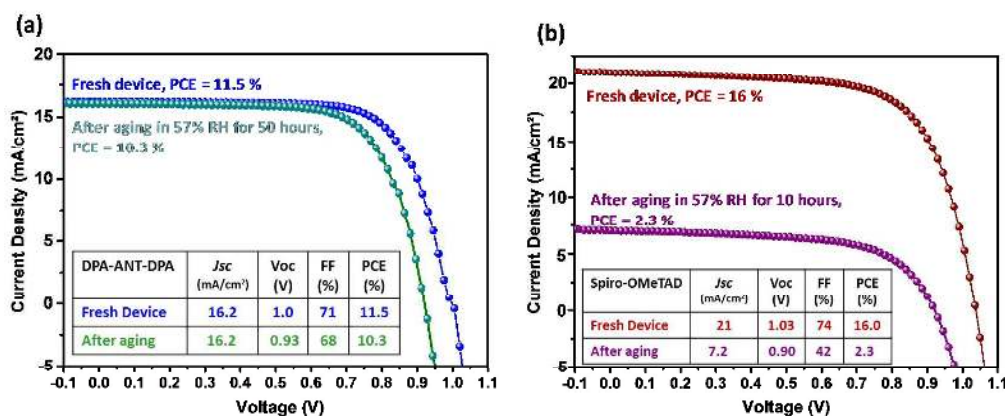 (a)
20
15
10
5
0
-5
Current Density (mA/cm²)
Fresh device, PCE = 11.5 %
After aging in 57% RH for 50 hours,
PCE = 10.3 %
DPA-ANT-DPA Jsc (mA/cm²) Voc (V) FF (%) PCE (%)
Fresh Device 16.2 1.0 71 11.5
After aging 16.2 0.93 68 10.3
-0.1 0.0 0.1 0.2 0.3 0.4 0.5 0.6 0.7 0.8 0.9 1.0 1.1
Voltage (V)
(b)
20
15
10
5
0
-5
Current Density (mA/cm²)
Fresh device, PCE = 16 %
After aging in 57% RH for 10 hours,
PCE = 2.3 %
Spiro-OMeTAD Jsc (mA/cm²) Voc (V) FF (%) PCE (%)
Fresh Device 21 1.03 74 16.0
After aging 7.2 0.90 42 2.3
-0.1 0.0 0.1 0.2 0.3 0.4 0.5 0.6 0.7 0.8 0.9 1.0 1.1
Voltage (V)